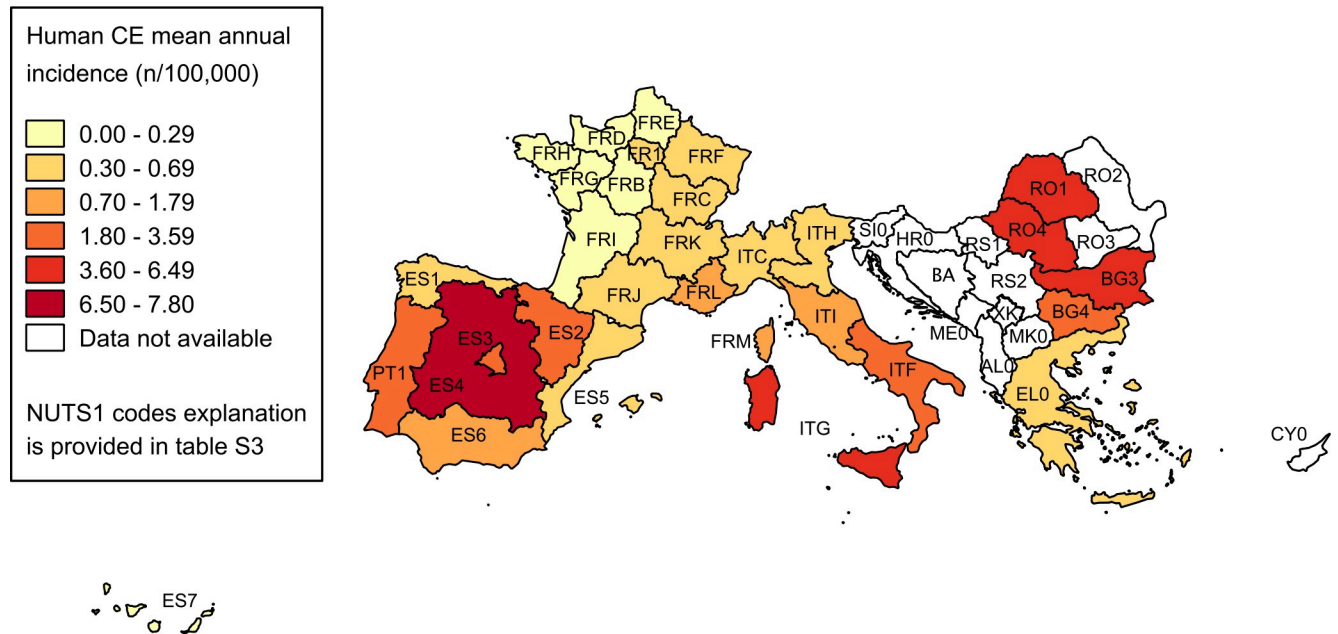 Human CE mean annual
incidence (n/100,000)
0.00 - 0.29
0.30 - 0.69
0.70 - 1.79
1.80 - 3.59
3.60 - 6.49
6.50 - 7.80
Data not available
NUTS1 codes explanation
is provided in table S3
FRE
FRD
FR1
FRF
FRH
FRG
FRB
FRC
FRI
FRK
FRJ
FRL
FRM
ITC
ITH
ITI
ITF
ITG
SI0
HR0
BA
RS1
RS2
ME0
XK
MK0
AL0
RO1
RO2
RO4
RO3
BG3
BG4
EL0
CY0
ES1
ES2
ES3
ES4
PT1
ES5
ES6
ES7